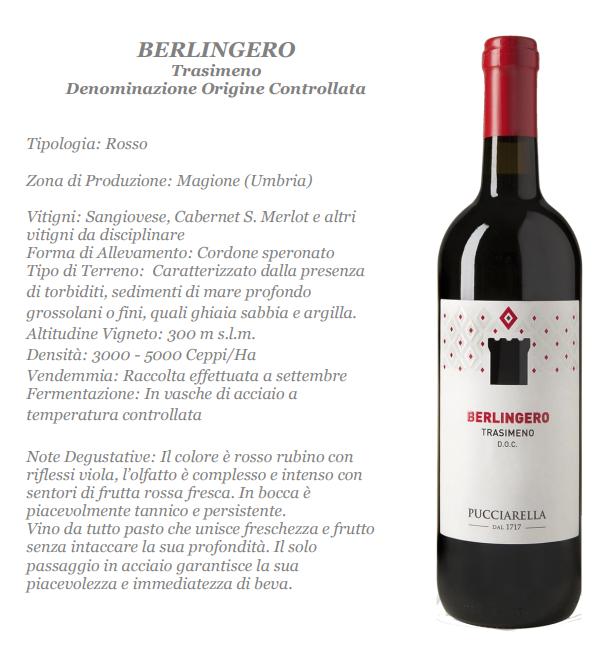 BERLINGERO
Trasimeno
Denominazione Origine Controllata
Tipologia: Rosso
Zona di Produzione: Magione (Umbria)
Vitigni: Sangiovese, Cabernet S. Merlot e altri
vitigni da disciplinare
Forma di Allevamento: Cordone speronato
Tipo di Terreno: Caratterizzato dalla presenza
di torbiditi, sedimenti di mare profondo
grossolani o fini, quali ghiaia sabbia e argilla.
Altitudine Vigneto: 300 m s.l.m.
Densità: 3000 - 5000 Ceppi/Ha
Vendemmia: Raccolta effettuata a settembre
Fermentazione: In vasche di acciaio a
temperatura controllata
Note Degustative: Il colore è rosso rubino con
riflessi viola, l'olfatto è complesso e intenso con
sentori di frutta rossa fresca. In bocca è
piacevolmente tannico e persistente.
Vino da tutto pasto che unisce freschezza e frutto
senza intaccare la sua profondità. Il solo
passaggio in acciaio garantisce la sua
piacevolezza e immediatezza di beva.
BERLINGERO
TRASIMENO
D.O.C.
PUCCIARELLA
DAL 1717